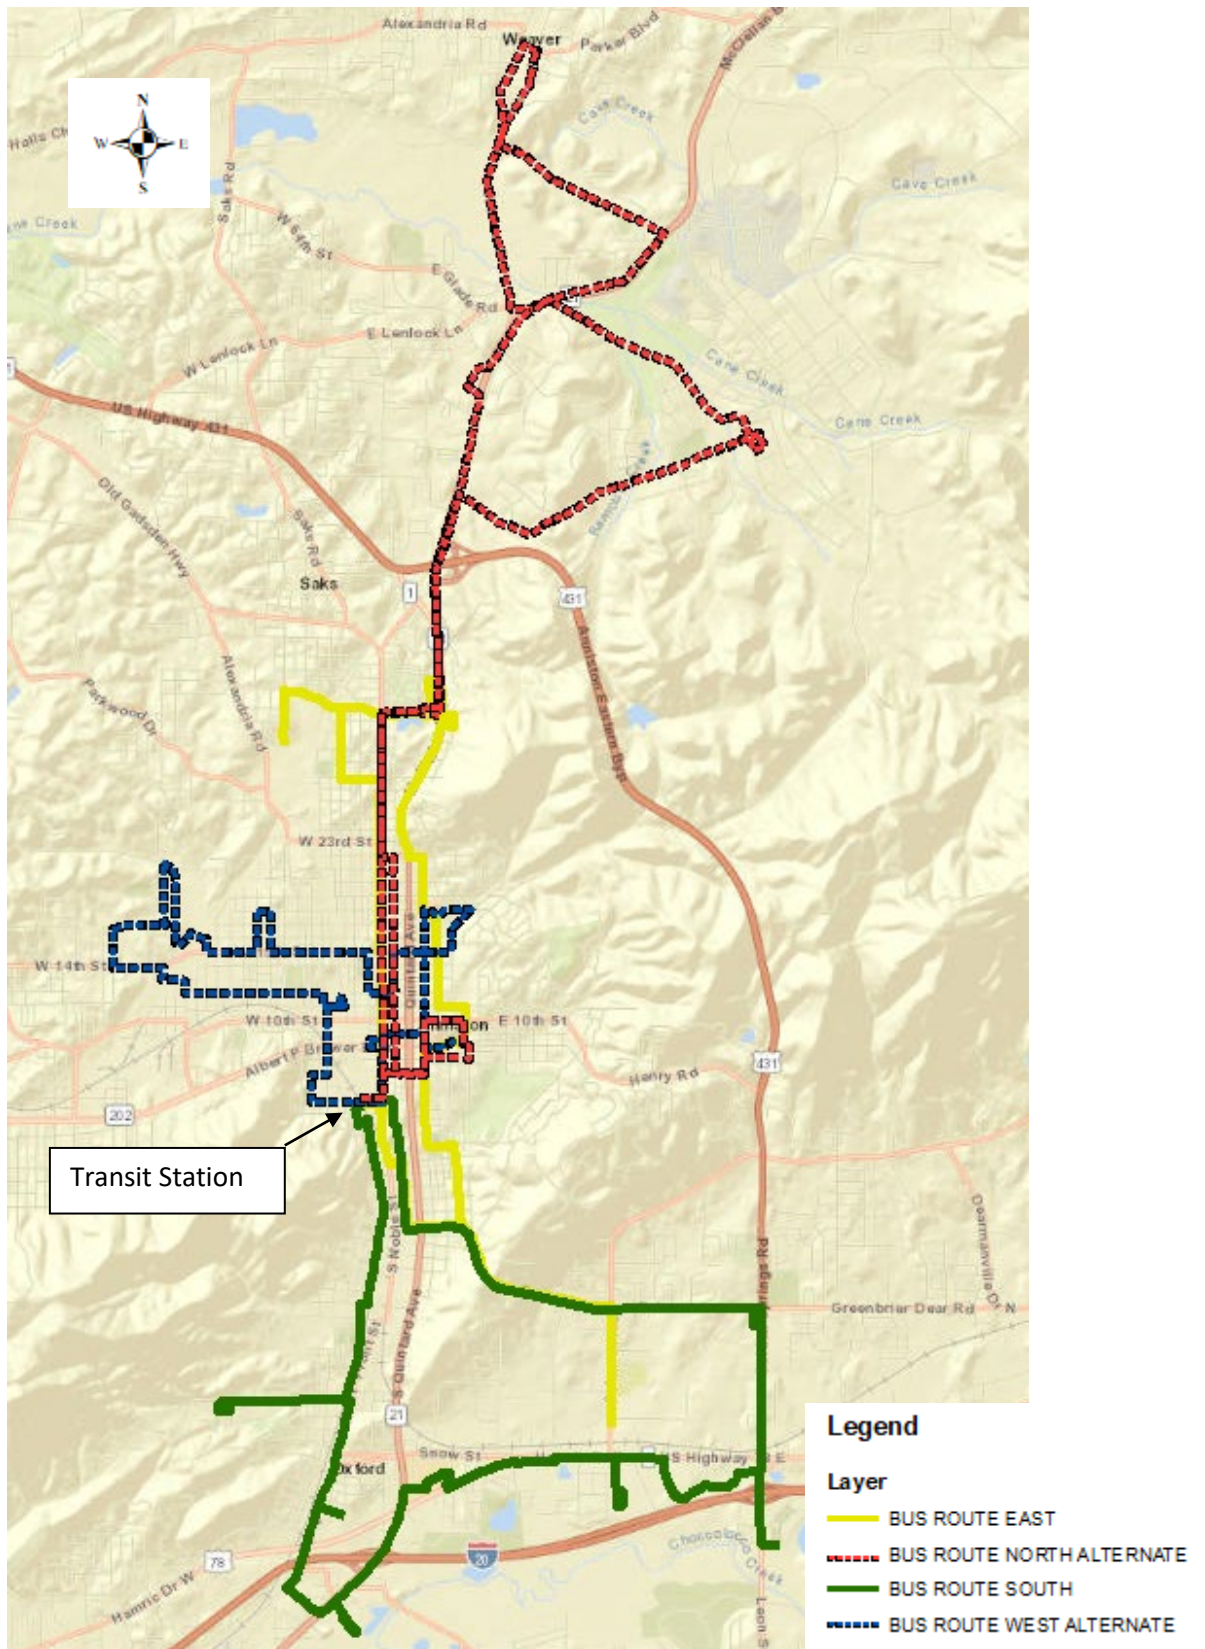 Alexandria Rd
Weaver
Parker Blvd
N
W E
S
Cave Creek
Cave Creek
Saks Rd
W 64th St
E Glade Rd
E Lenlock Ln
W Lenlock Ln
Cane Creek
Cane Creek
US Highway 431
Old Gadsden Hwy
Saks Rd
Saks
1
431
Anniston Eastern Byp
Alexandria Rd
Parkwood Dr
W 23rd St
Quintard Ave
W 14th St
W 10th St
E 10th St
Henry Rd
431
202
Transit Station
S Noble St
S Quintard Ave
Dearmanville Dr N
Greenbriar Dear Rd
21
Snow St
78
20
Hamric Dr W
Choccolocco Creek
Legend
Layer
BUS ROUTE EAST
BUS ROUTE NORTH ALTERNATE
BUS ROUTE SOUTH
BUS ROUTE WEST ALTERNATE